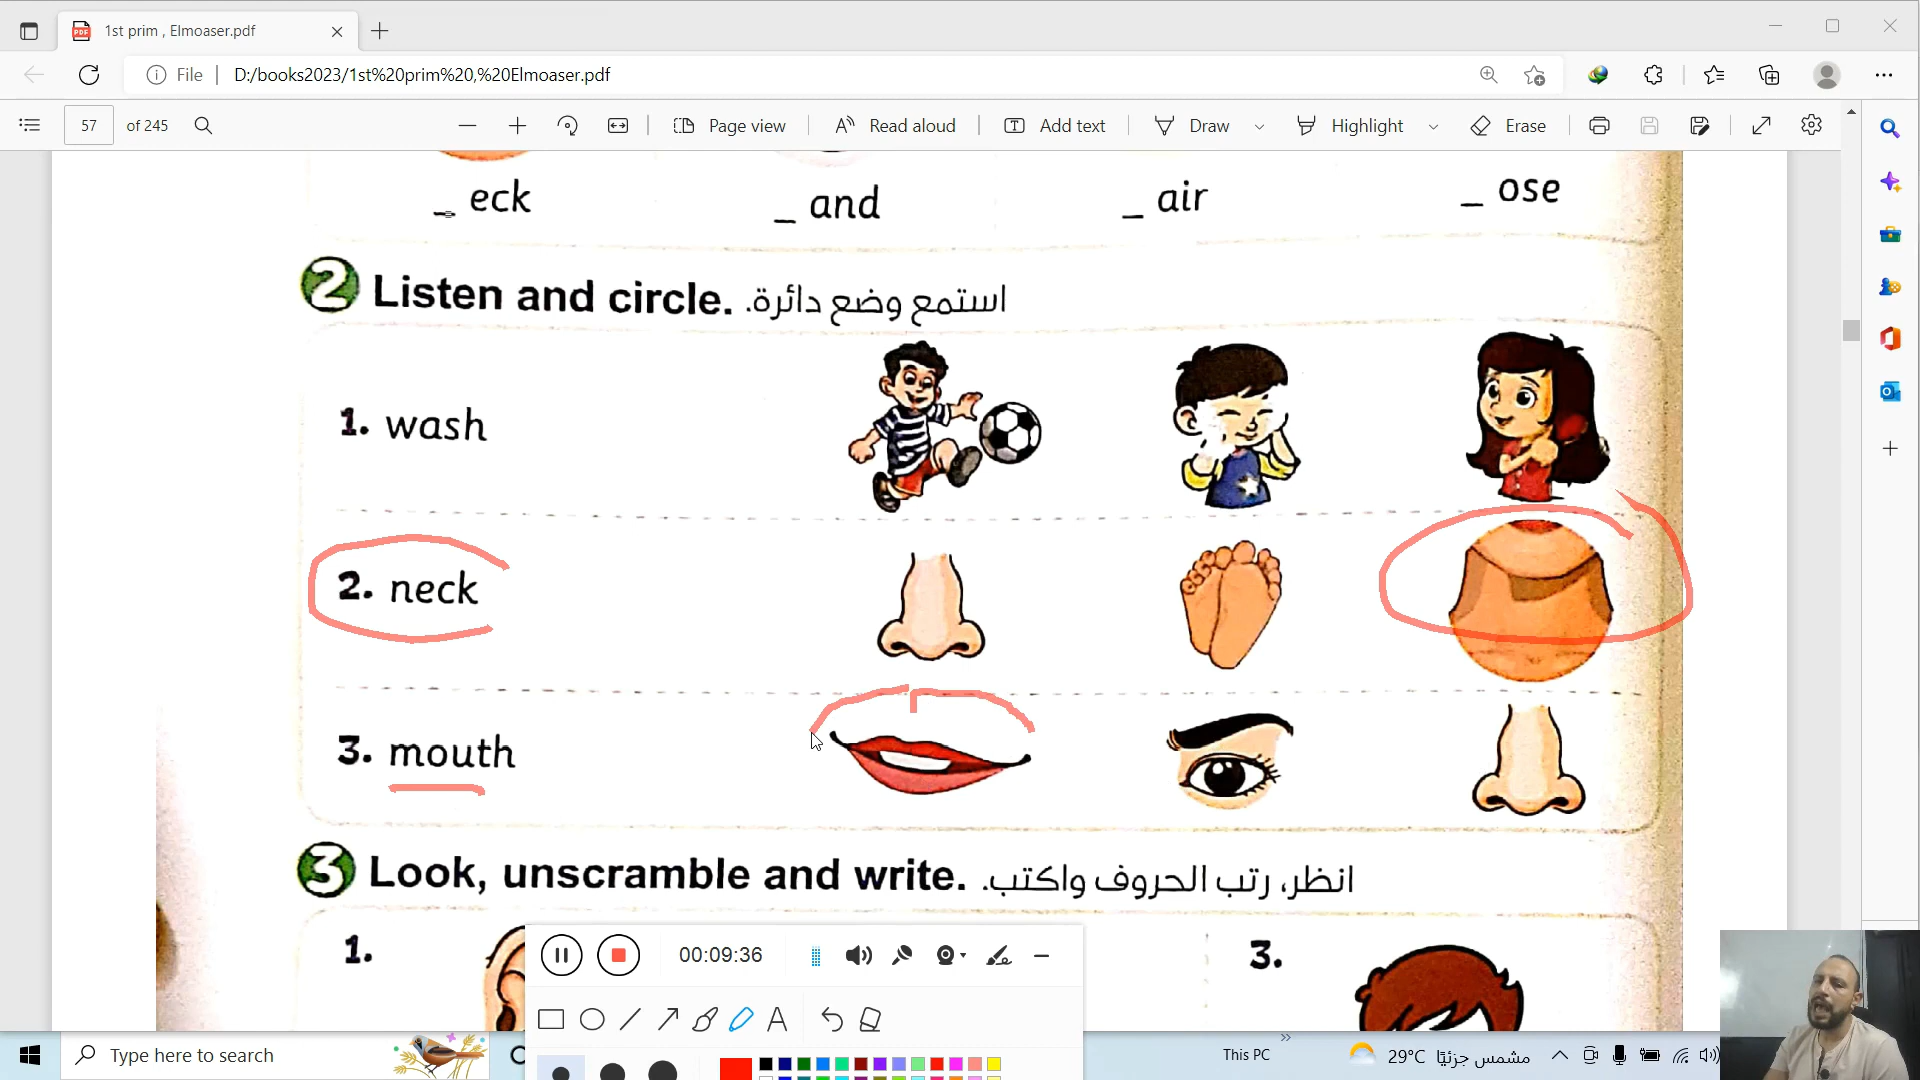 1st prim , Elmoaser.pdf
File D:/books2023/1st%20prim%20,%20Elmoaser.pdf
57 of 245 Page view Read aloud Add text Draw Highlight Erase
_ eck _ and _ air _ ose
2 Listen and circle. استمع وضع دائرة.
1. wash
2. neck
3. mouth
3 Look, unscramble and write. انظر، رتب الحروف واكتب.
1. 3.
00:09:36
Type here to search This PC 29°C مشمس جزئيًا